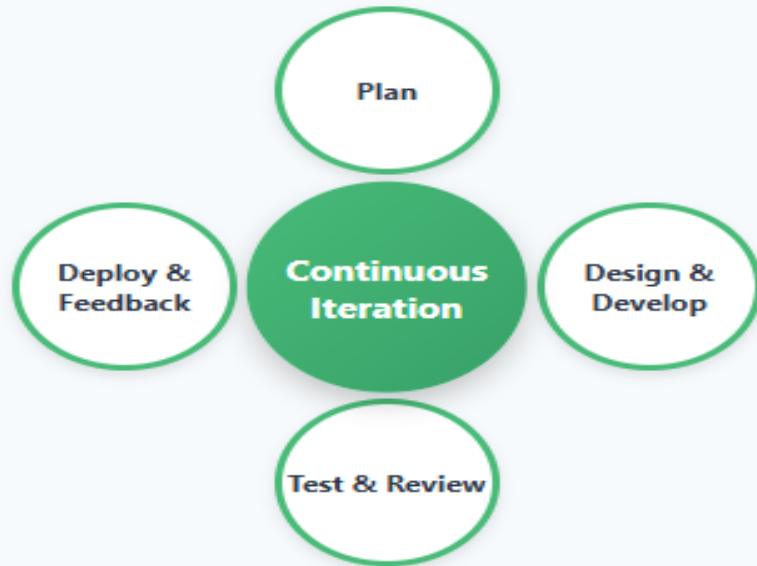 Plan
Deploy &
Feedback
Continuous
Iteration
Design &
Develop
Test & Review